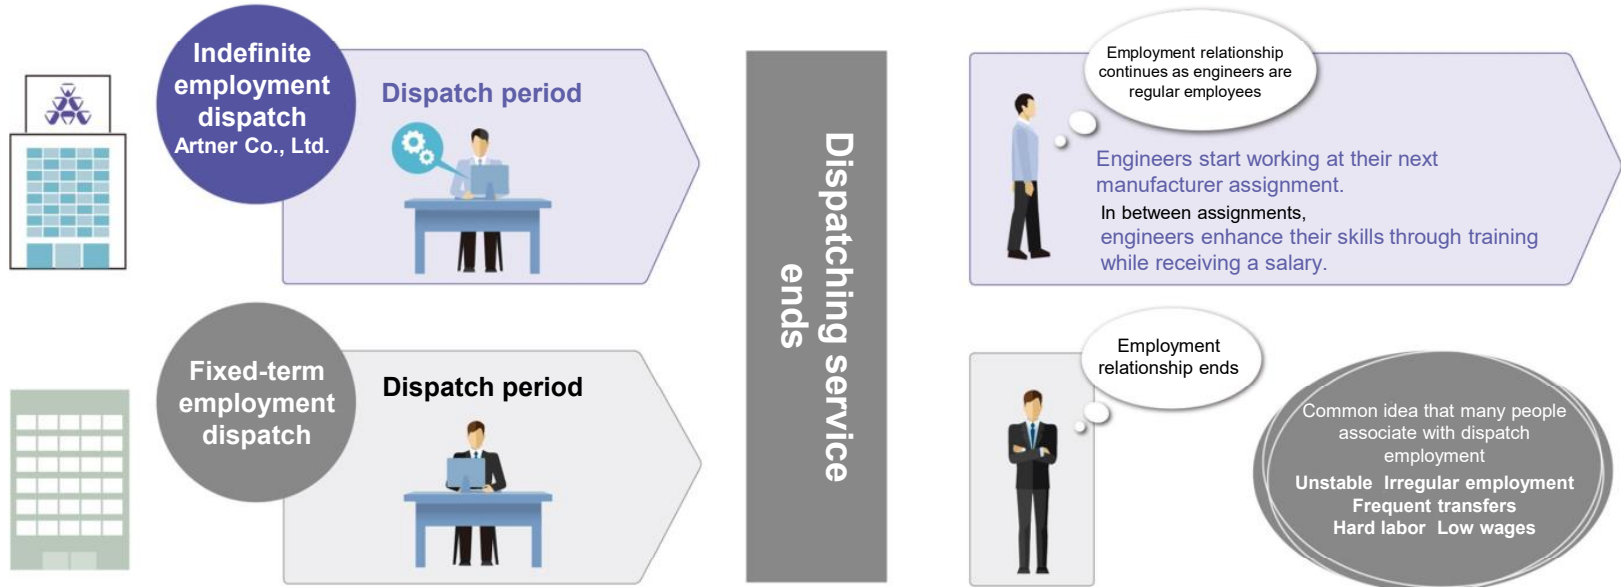 Indefinite
employment
dispatch
Artner Co., Ltd.
Dispatch period
Dispatching service
ends
Employment relationship
continues as engineers are
regular employees
Engineers start working at their next
manufacturer assignment.
In between assignments,
engineers enhance their skills through training
while receiving a salary.
Fixed-term
employment
dispatch
Dispatch period
Employment
relationship ends
Common idea that many people
associate with dispatch
employment
Unstable Irregular employment
Frequent transfers
Hard labor Low wages